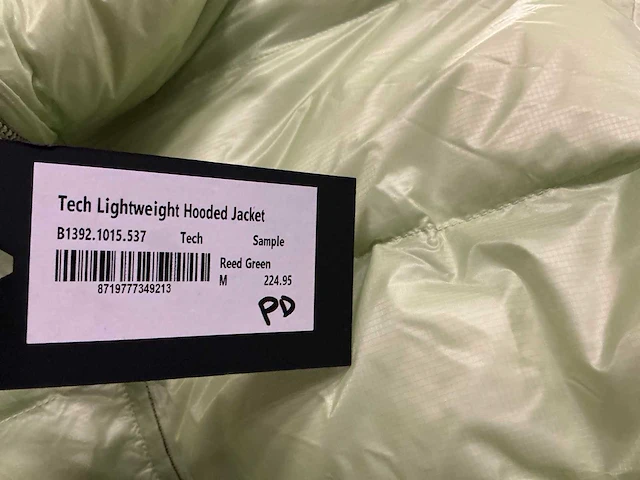 Tech Lightweight Hooded Jacket
B1392.1015.537 Tech Sample
Reed Green
M 224.95
8719777349213
PD